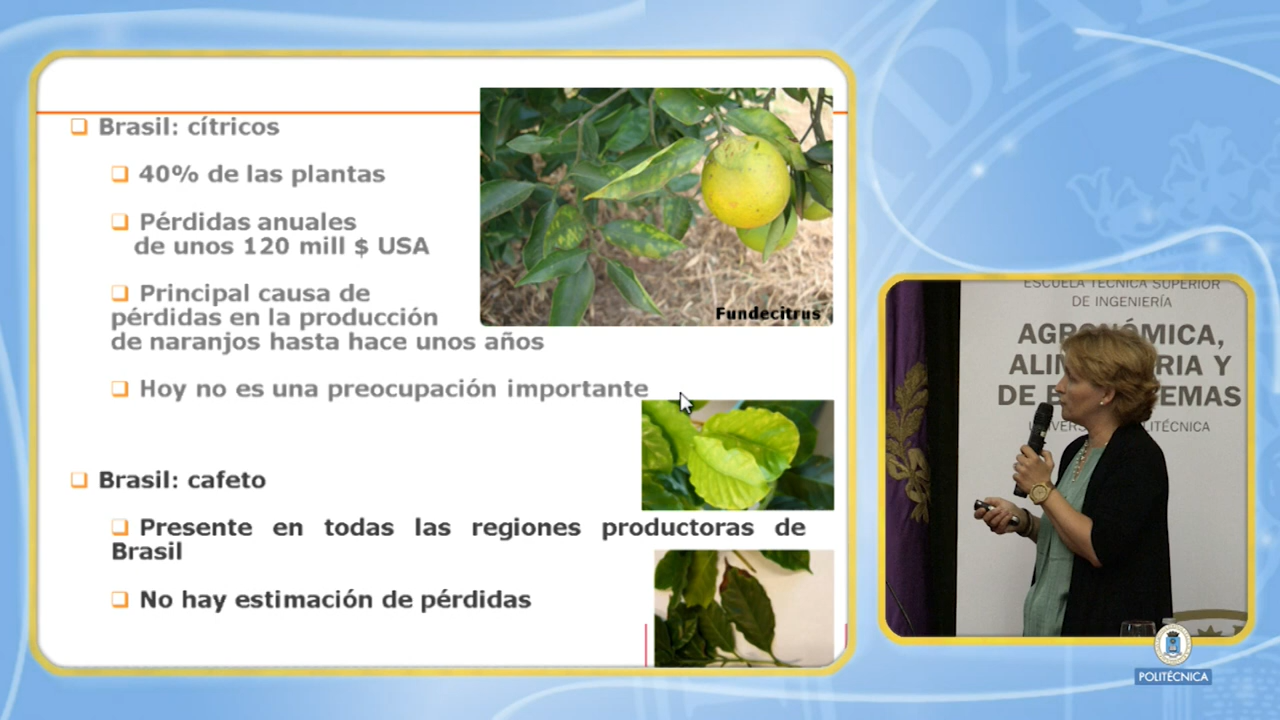 Brasil: cítricos
40% de las plantas
Pérdidas anuales
de unos 120 mill $ USA
Principal causa de
pérdidas en la producción
de naranjos hasta hace unos años
Hoy no es una preocupación importante
Fundecitrus
Brasil: cafeto
Presente en todas las regiones productoras de
Brasil
No hay estimación de pérdidas
ESCUELA TÉCNICA SUPERIOR
DE INGENIERÍA
POLITÉCNICA